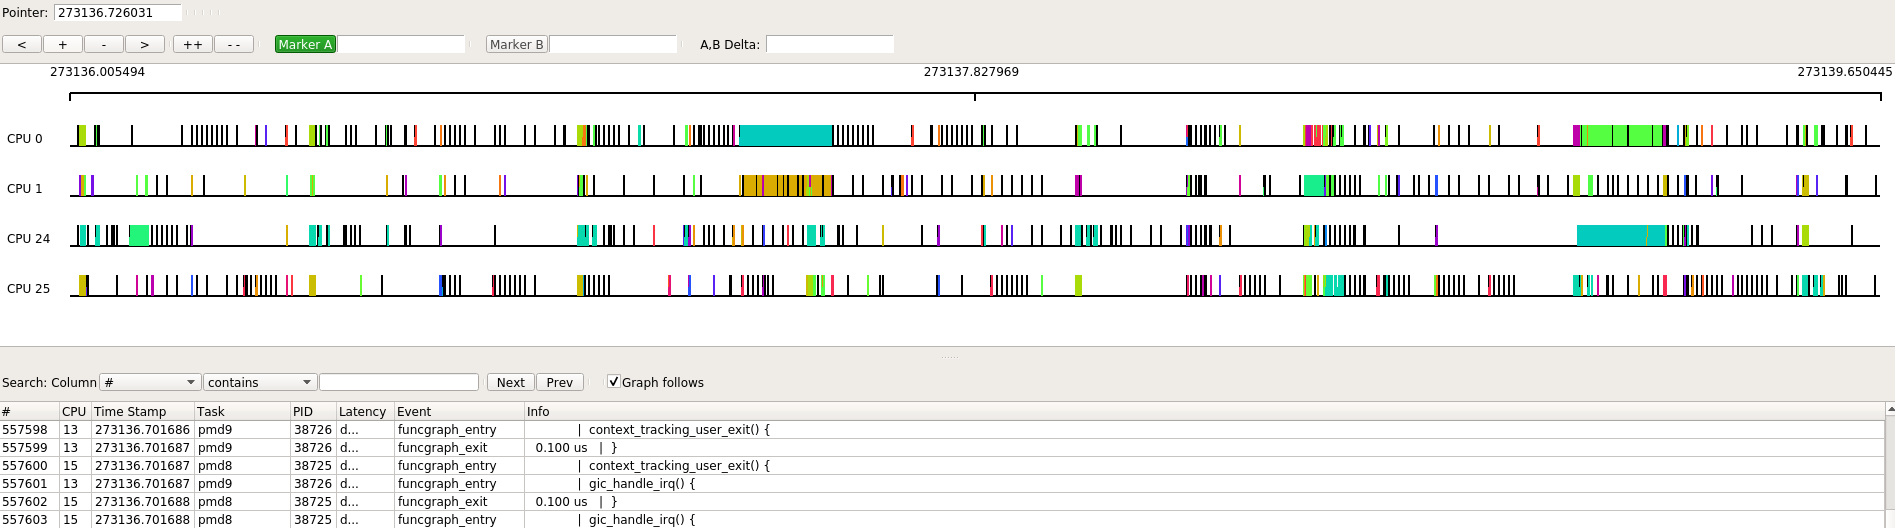 Pointer: 273136.726031
< + - > ++ - - Marker A Marker B A,B Delta:
273136.005494 273137.827969 273139.650445
CPU 0
CPU 1
CPU 24
CPU 25
Search: Column # contains Next Prev Graph follows
# CPU Time Stamp Task PID Latency Event Info
557598 13 273136.701686 pmd9 38726 d... funcgraph_entry | context_tracking_user_exit() {
557599 13 273136.701687 pmd9 38726 d... funcgraph_exit 0.100 us | }
557600 15 273136.701687 pmd8 38725 d... funcgraph_entry | context_tracking_user_exit() {
557601 13 273136.701687 pmd9 38726 d... funcgraph_entry | gic_handle_irq() {
557602 15 273136.701688 pmd8 38725 d... funcgraph_exit 0.100 us | }
557603 15 273136.701688 pmd8 38725 d... funcgraph_entry | gic_handle_irq() {